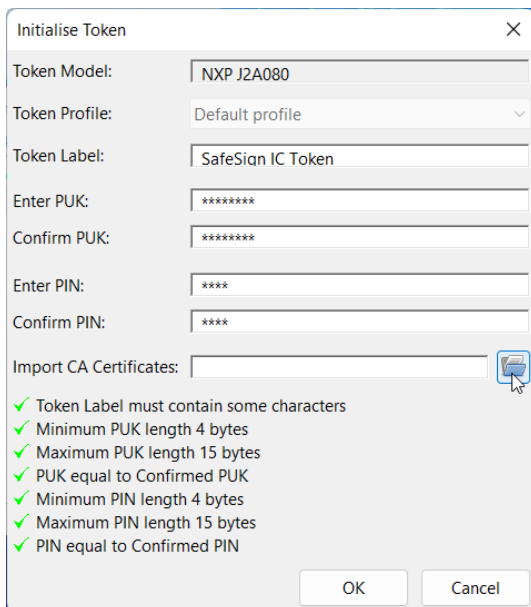 Initialise Token
Token Model: NXP J2A080
Token Profile: Default profile
Token Label: SafeSign IC Token
Enter PUK: ********
Confirm PUK: ********
Enter PIN: ****
Confirm PIN: ****
Import CA Certificates:
Token Label must contain some characters
Minimum PUK length 4 bytes
Maximum PUK length 15 bytes
PUK equal to Confirmed PUK
Minimum PIN length 4 bytes
Maximum PIN length 15 bytes
PIN equal to Confirmed PIN
OK Cancel